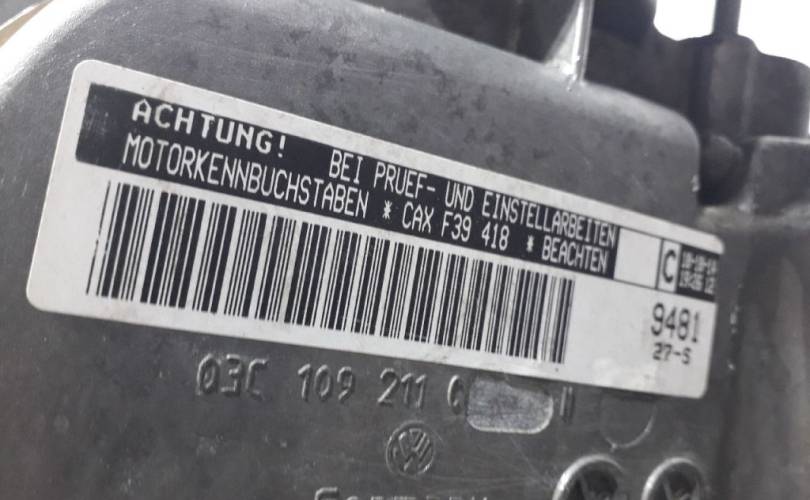 ACHTUNG! BEI PRUEF- UND EINSTELLARBEITEN
MOTORKENNBUCHSTABEN * CAX F39 418 * BEACHTEN
C
9481
27-S
03C 109 211